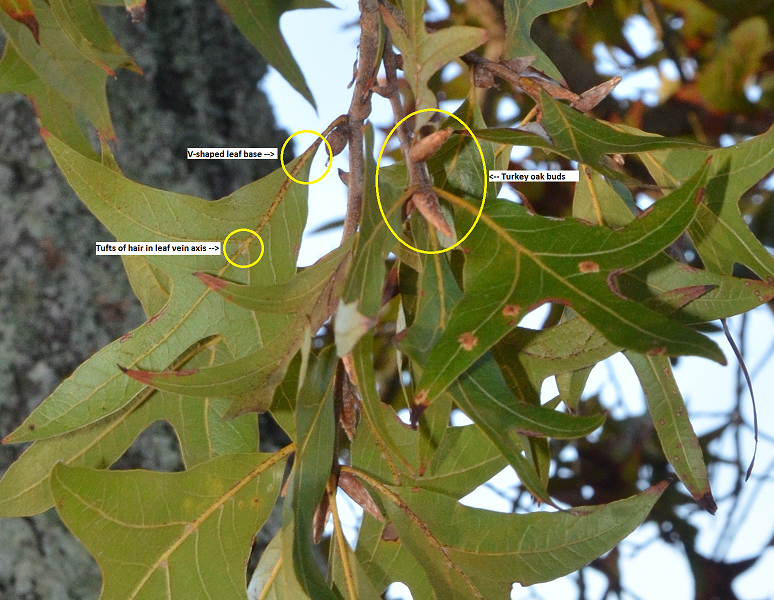 V-shaped leaf base -->
<-- Turkey oak buds
Tufts of hair in leaf vein axis -->